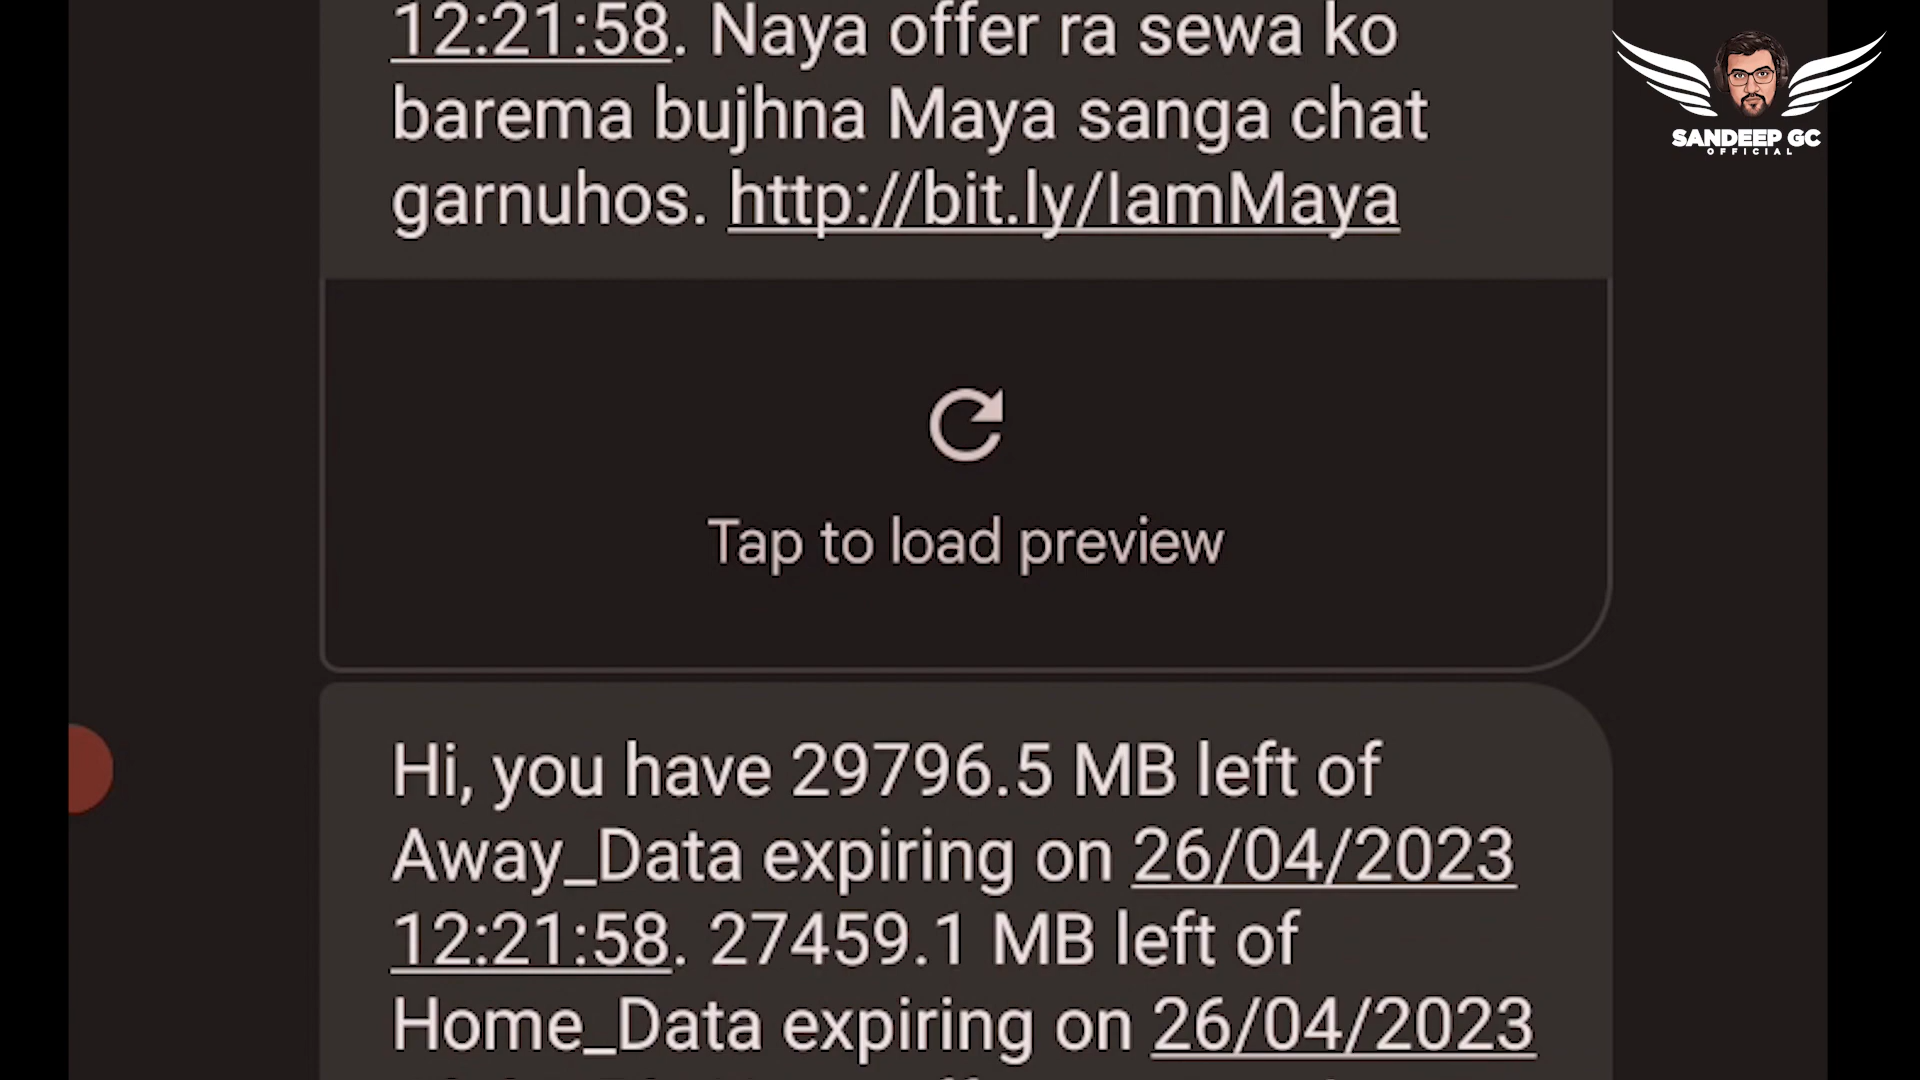 12:21:58. Naya offer ra sewa ko
barema bujhna Maya sanga chat
garnuhos. http://bit.ly/IamMaya
SANDEEP GC
OFFICIAL
Tap to load preview
Hi, you have 29796.5 MB left of
Away_Data expiring on 26/04/2023
12:21:58. 27459.1 MB left of
Home_Data expiring on 26/04/2023